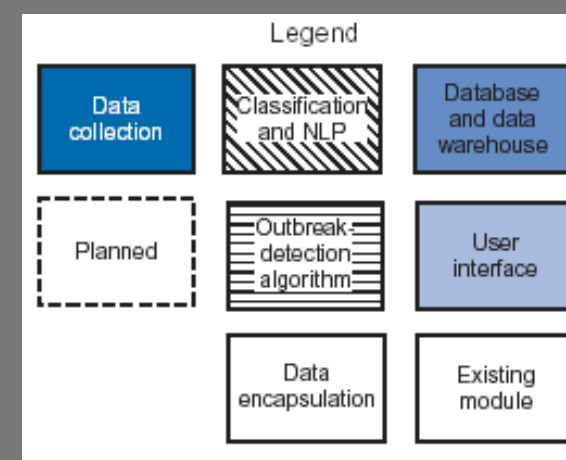 Legend
Data
collection
Classification
and NLP
Database
and data
warehouse
Planned
Outbreak-
detection
algorithm
User
interface
Data
encapsulation
Existing
module